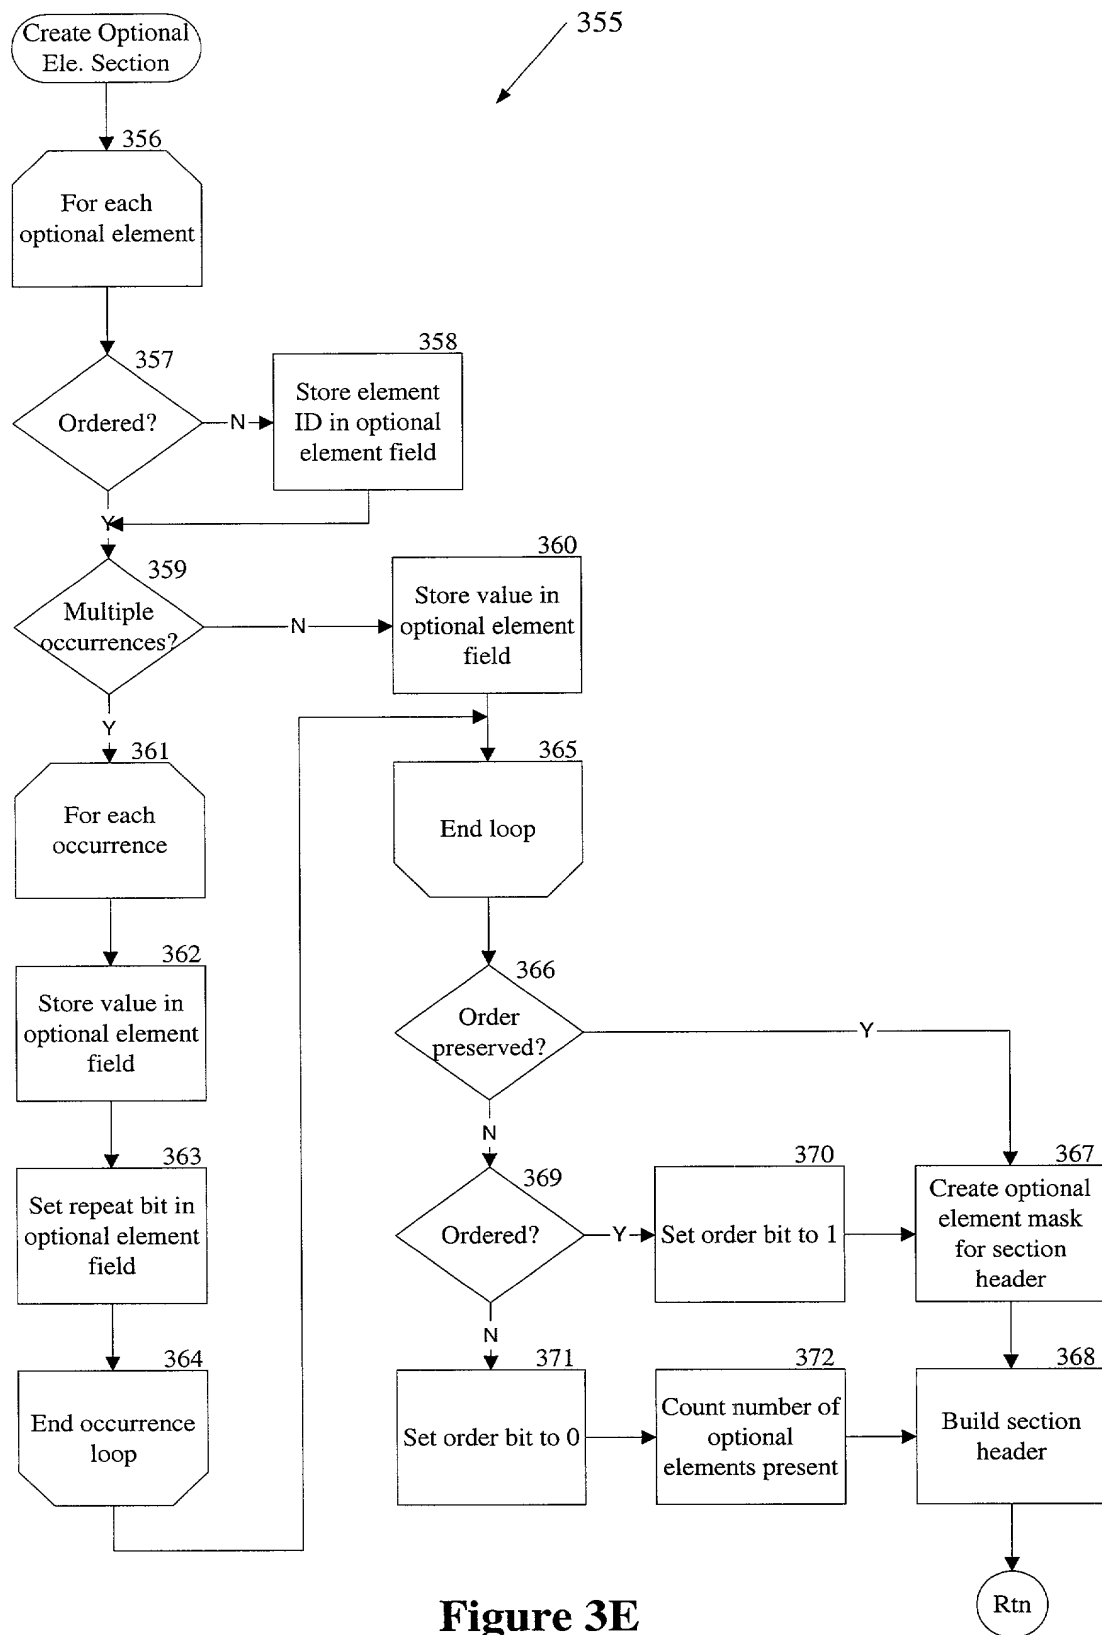 Create Optional
Ele. Section
355
356
For each
optional element
357
Ordered?
N
358
Store element
ID in optional
element field
Y
359
Multiple
occurrences?
N
360
Store value in
optional element
field
Y
361
For each
occurrence
362
Store value in
optional element
field
363
Set repeat bit in
optional element
field
364
End occurrence
loop
365
End loop
366
Order
preserved?
Y
N
367
Create optional
element mask
for section
header
369
Ordered?
Y
370
Set order bit to 1
N
371
Set order bit to 0
372
Count number of
optional
elements present
368
Build section
header
Rtn
Figure 3E